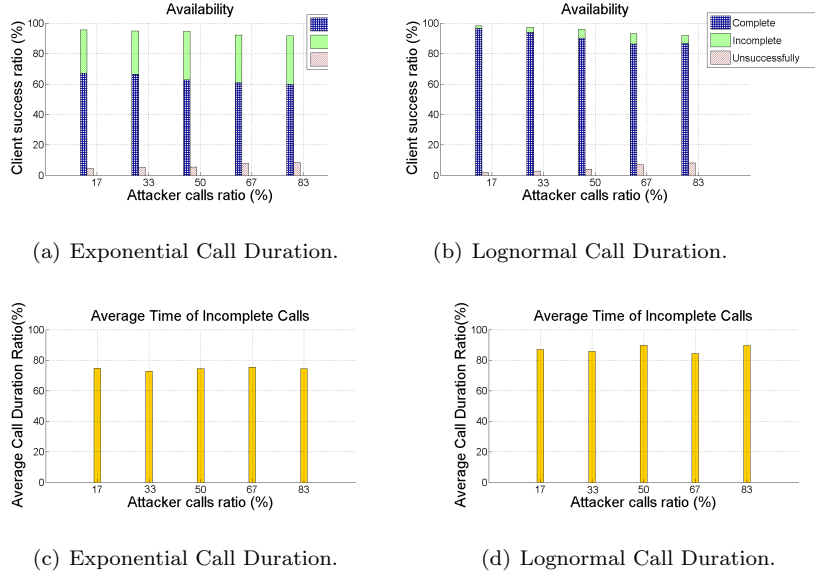 Availability
Client success ratio (%)
100
80
60
40
20
0
17 33 50 67 83
Attacker calls ratio (%)
(a) Exponential Call Duration.
Availability
Client success ratio (%)
100
80
60
40
20
0
17 33 50 67 83
Attacker calls ratio (%)
Complete
Incomplete
Unsuccessfully
(b) Lognormal Call Duration.
Average Time of Incomplete Calls
Average Call Duration Ratio(%)
100
80
60
40
20
0
17 33 50 67 83
Attacker calls ratio (%)
(c) Exponential Call Duration.
Average Time of Incomplete Calls
Average Call Duration Ratio(%)
100
80
60
40
20
0
17 33 50 67 83
Attacker calls ratio (%)
(d) Lognormal Call Duration.